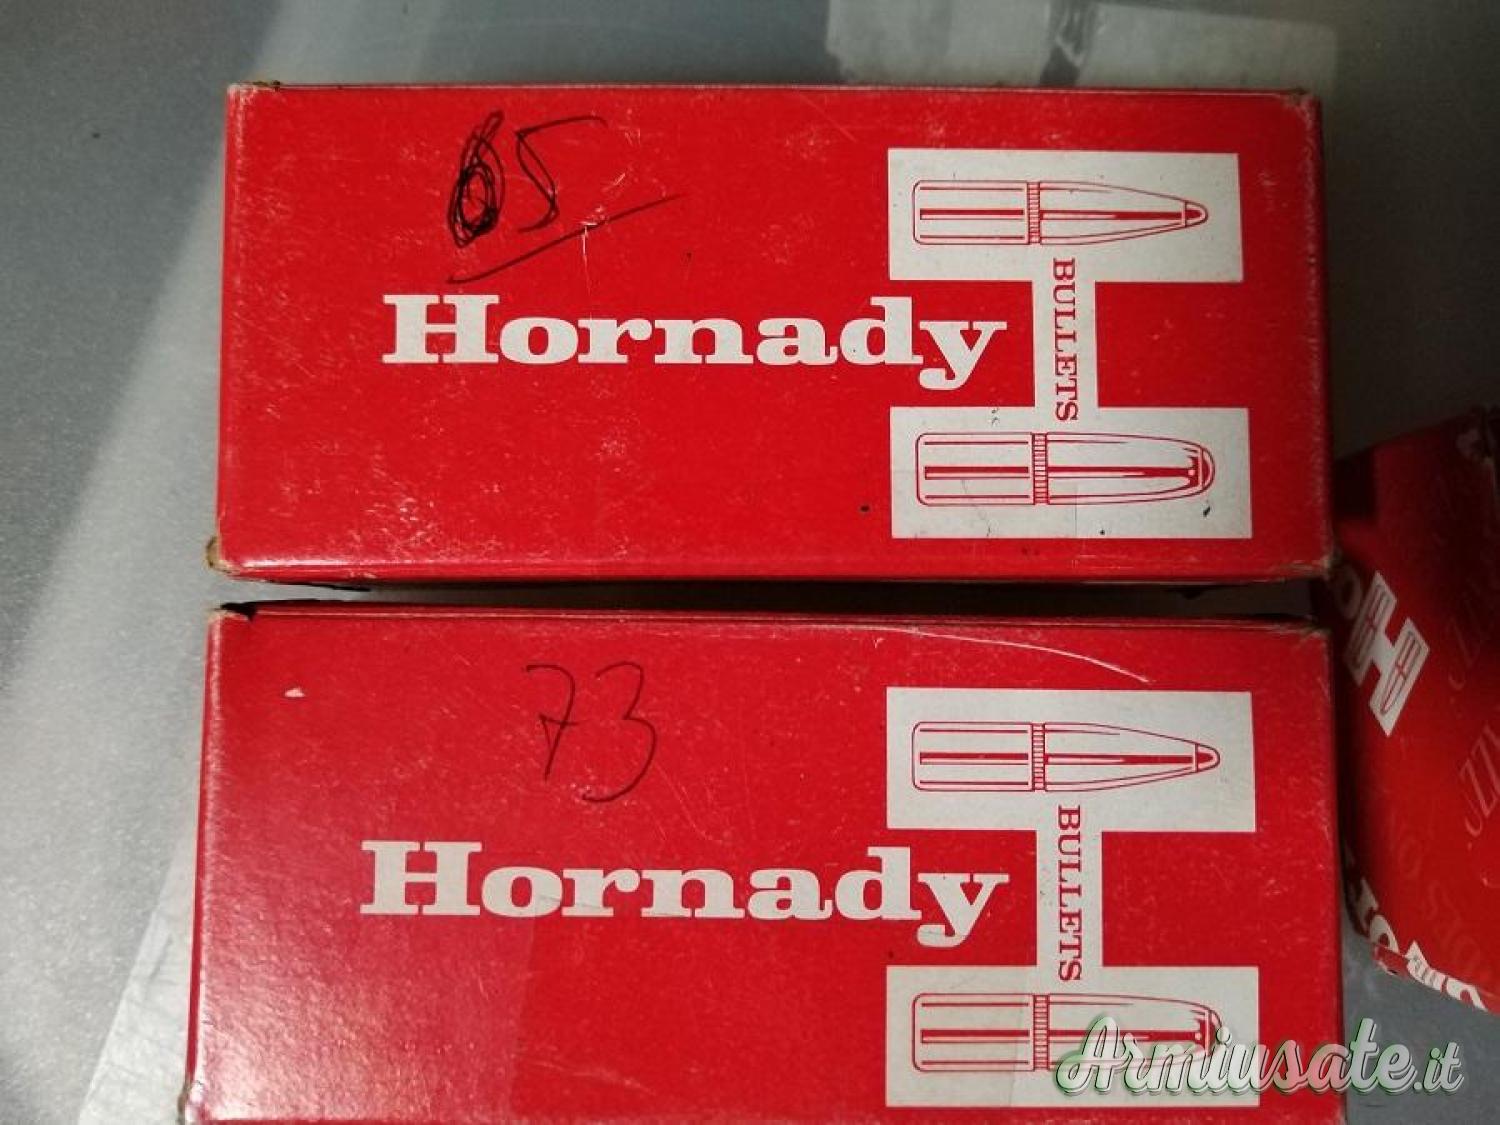 65
Hornady
BULLETS
73
Hornady
BULLETS
Armiusate.it